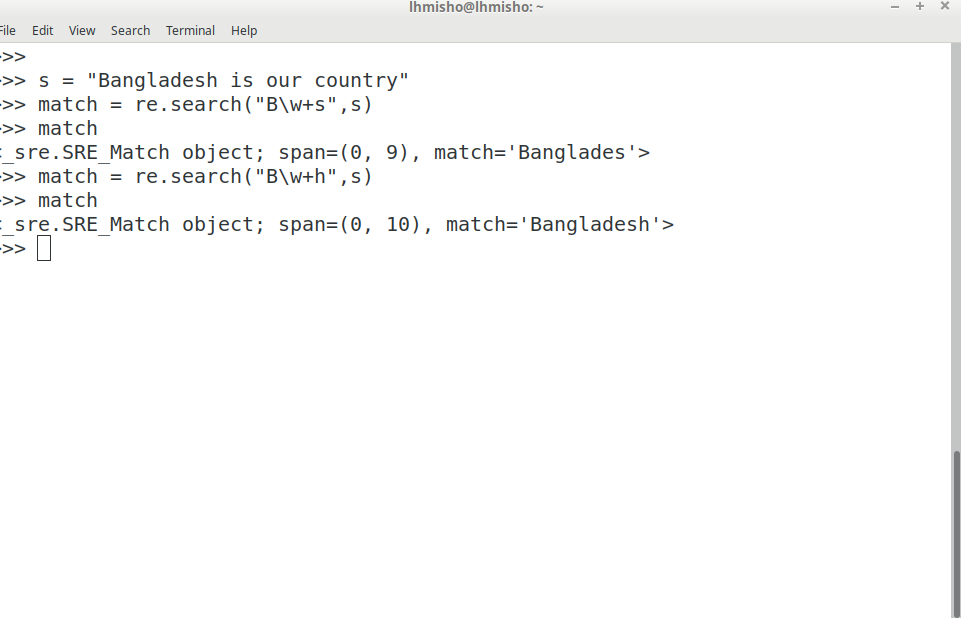 lhmisho@lhmisho: ~
File Edit View Search Terminal Help
>>>
>>> s = "Bangladesh is our country"
>>> match = re.search("B\w+s",s)
>>> match
<_sre.SRE_Match object; span=(0, 9), match='Banglades'>
>>> match = re.search("B\w+h",s)
>>> match
<_sre.SRE_Match object; span=(0, 10), match='Bangladesh'>
>>>